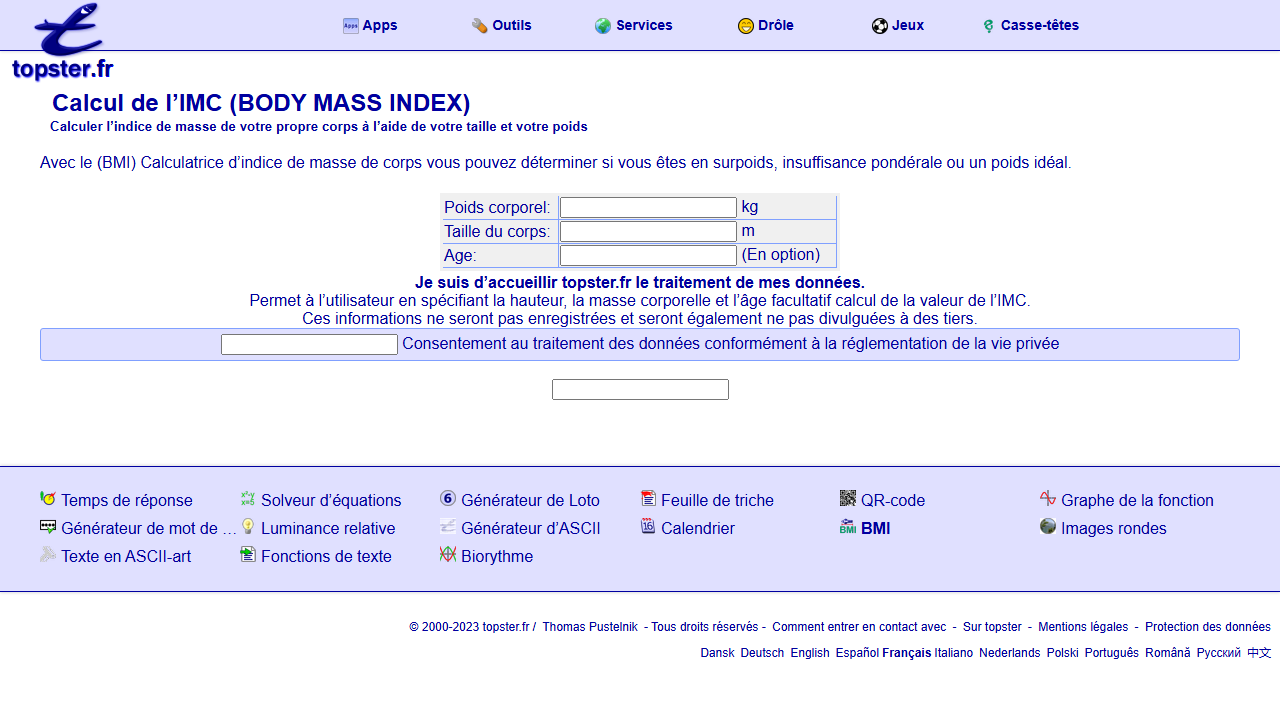 topster.fr
Apps Apps Outils Services Drôle Jeux Casse-têtes
Calcul de l’IMC (BODY MASS INDEX)
Calculer l’indice de masse de votre propre corps à l’aide de votre taille et votre poids
Avec le (BMI) Calculatrice d’indice de masse de corps vous pouvez déterminer si vous êtes en surpoids, insuffisance pondérale ou un poids idéal.
Poids corporel: kg
Taille du corps: m
Age: (En option)
Je suis d’accueillir topster.fr le traitement de mes données.
Permet à l’utilisateur en spécifiant la hauteur, la masse corporelle et l’âge facultatif calcul de la valeur de l’IMC.
Ces informations ne seront pas enregistrées et seront également ne pas divulguées à des tiers.
Consentement au traitement des données conformément à la réglementation de la vie privée
Temps de réponse Solveur d’équations 6 Générateur de Loto Feuille de triche QR-code Graphe de la fonction
Générateur de mot de … Luminance relative Générateur d’ASCII 16 Calendrier BMI BMI Images rondes
Texte en ASCII-art Fonctions de texte Biorythme
© 2000-2023 topster.fr / Thomas Pustelnik - Tous droits réservés - Comment entrer en contact avec - Sur topster - Mentions légales - Protection des données
Dansk Deutsch English Español Français Italiano Nederlands Polski Português Română Русский 中文